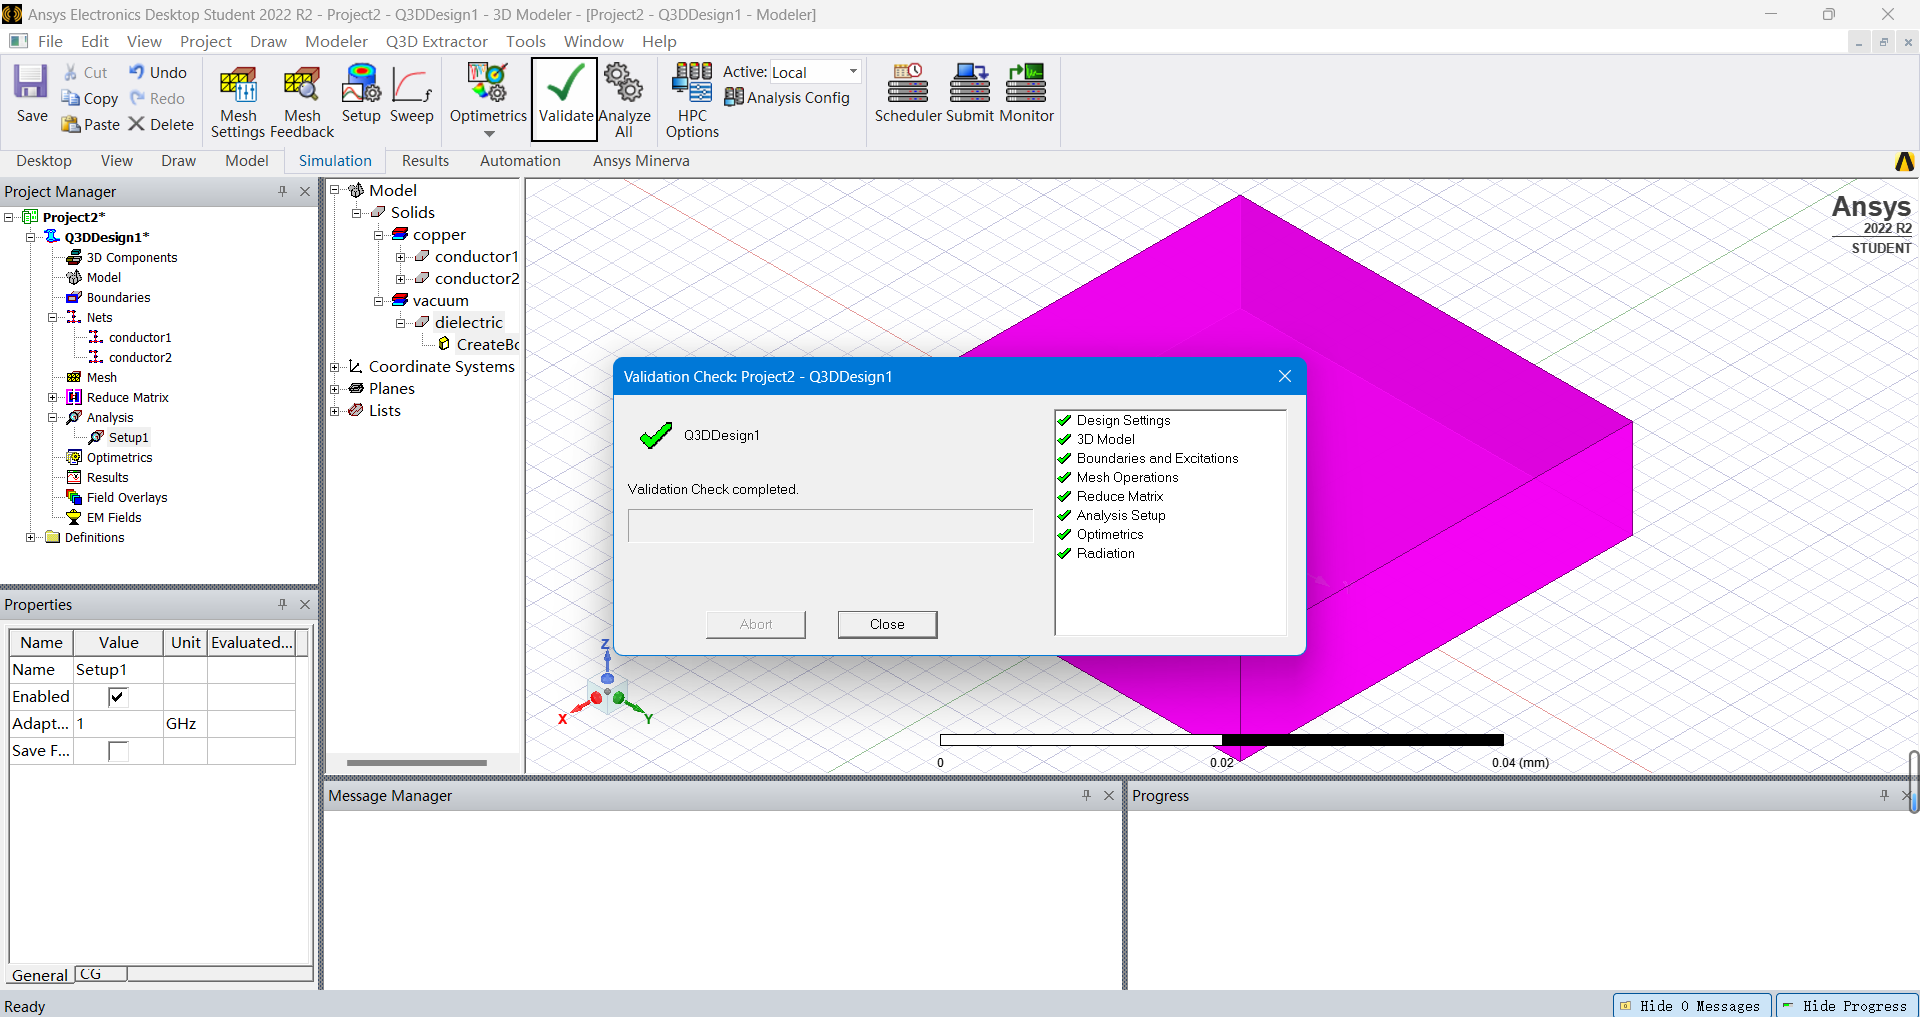 Ansys Electronics Desktop Student 2022 R2 - Project2 - Q3DDesign1 - 3D Modeler - [Project2 - Q3DDesign1 - Modeler]
File Edit View Project Draw Modeler Q3D Extractor Tools Window Help
Save
Cut
Copy
Paste
Undo
Redo
Delete
Mesh
Settings
Mesh
Feedback
Setup
Sweep
Optimetrics
Validate
Analyze
All
HPC
Options
Active: Local
Analysis Config
Scheduler
Submit
Monitor
Desktop View Draw Model Simulation Results Automation Ansys Minerva
Project Manager
Project2*
Q3DDesign1*
3D Components
Model
Boundaries
Nets
conductor1
conductor2
Mesh
Reduce Matrix
Analysis
Setup1
Optimetrics
Results
Field Overlays
EM Fields
Definitions
Properties
Name Value Unit Evaluated...
Name Setup1
Enabled
Adapt... 1 GHz
Save F...
General CG
Model
Solids
copper
conductor1
conductor2
vacuum
dielectric
CreateBo
Coordinate Systems
Planes
Lists
Ansys
2022 R2
STUDENT
Validation Check: Project2 - Q3DDesign1
Q3DDesign1
Validation Check completed.
Abort
Close
Design Settings
3D Model
Boundaries and Excitations
Mesh Operations
Reduce Matrix
Analysis Setup
Optimetrics
Radiation
Z
X
Y
0 0.02 0.04 (mm)
Message Manager
Progress
Ready
Hide 0 Messages
Hide Progress